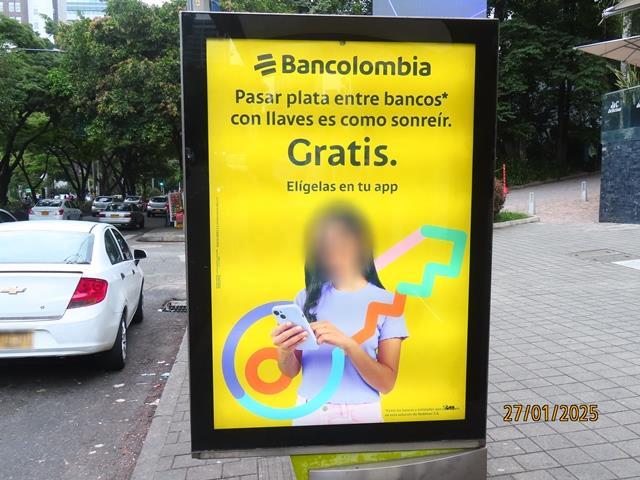 Bancolombia
Pasar plata entre bancos*
con llaves es como sonreír.
Gratis.
Elígelas en tu app
27/01/2025